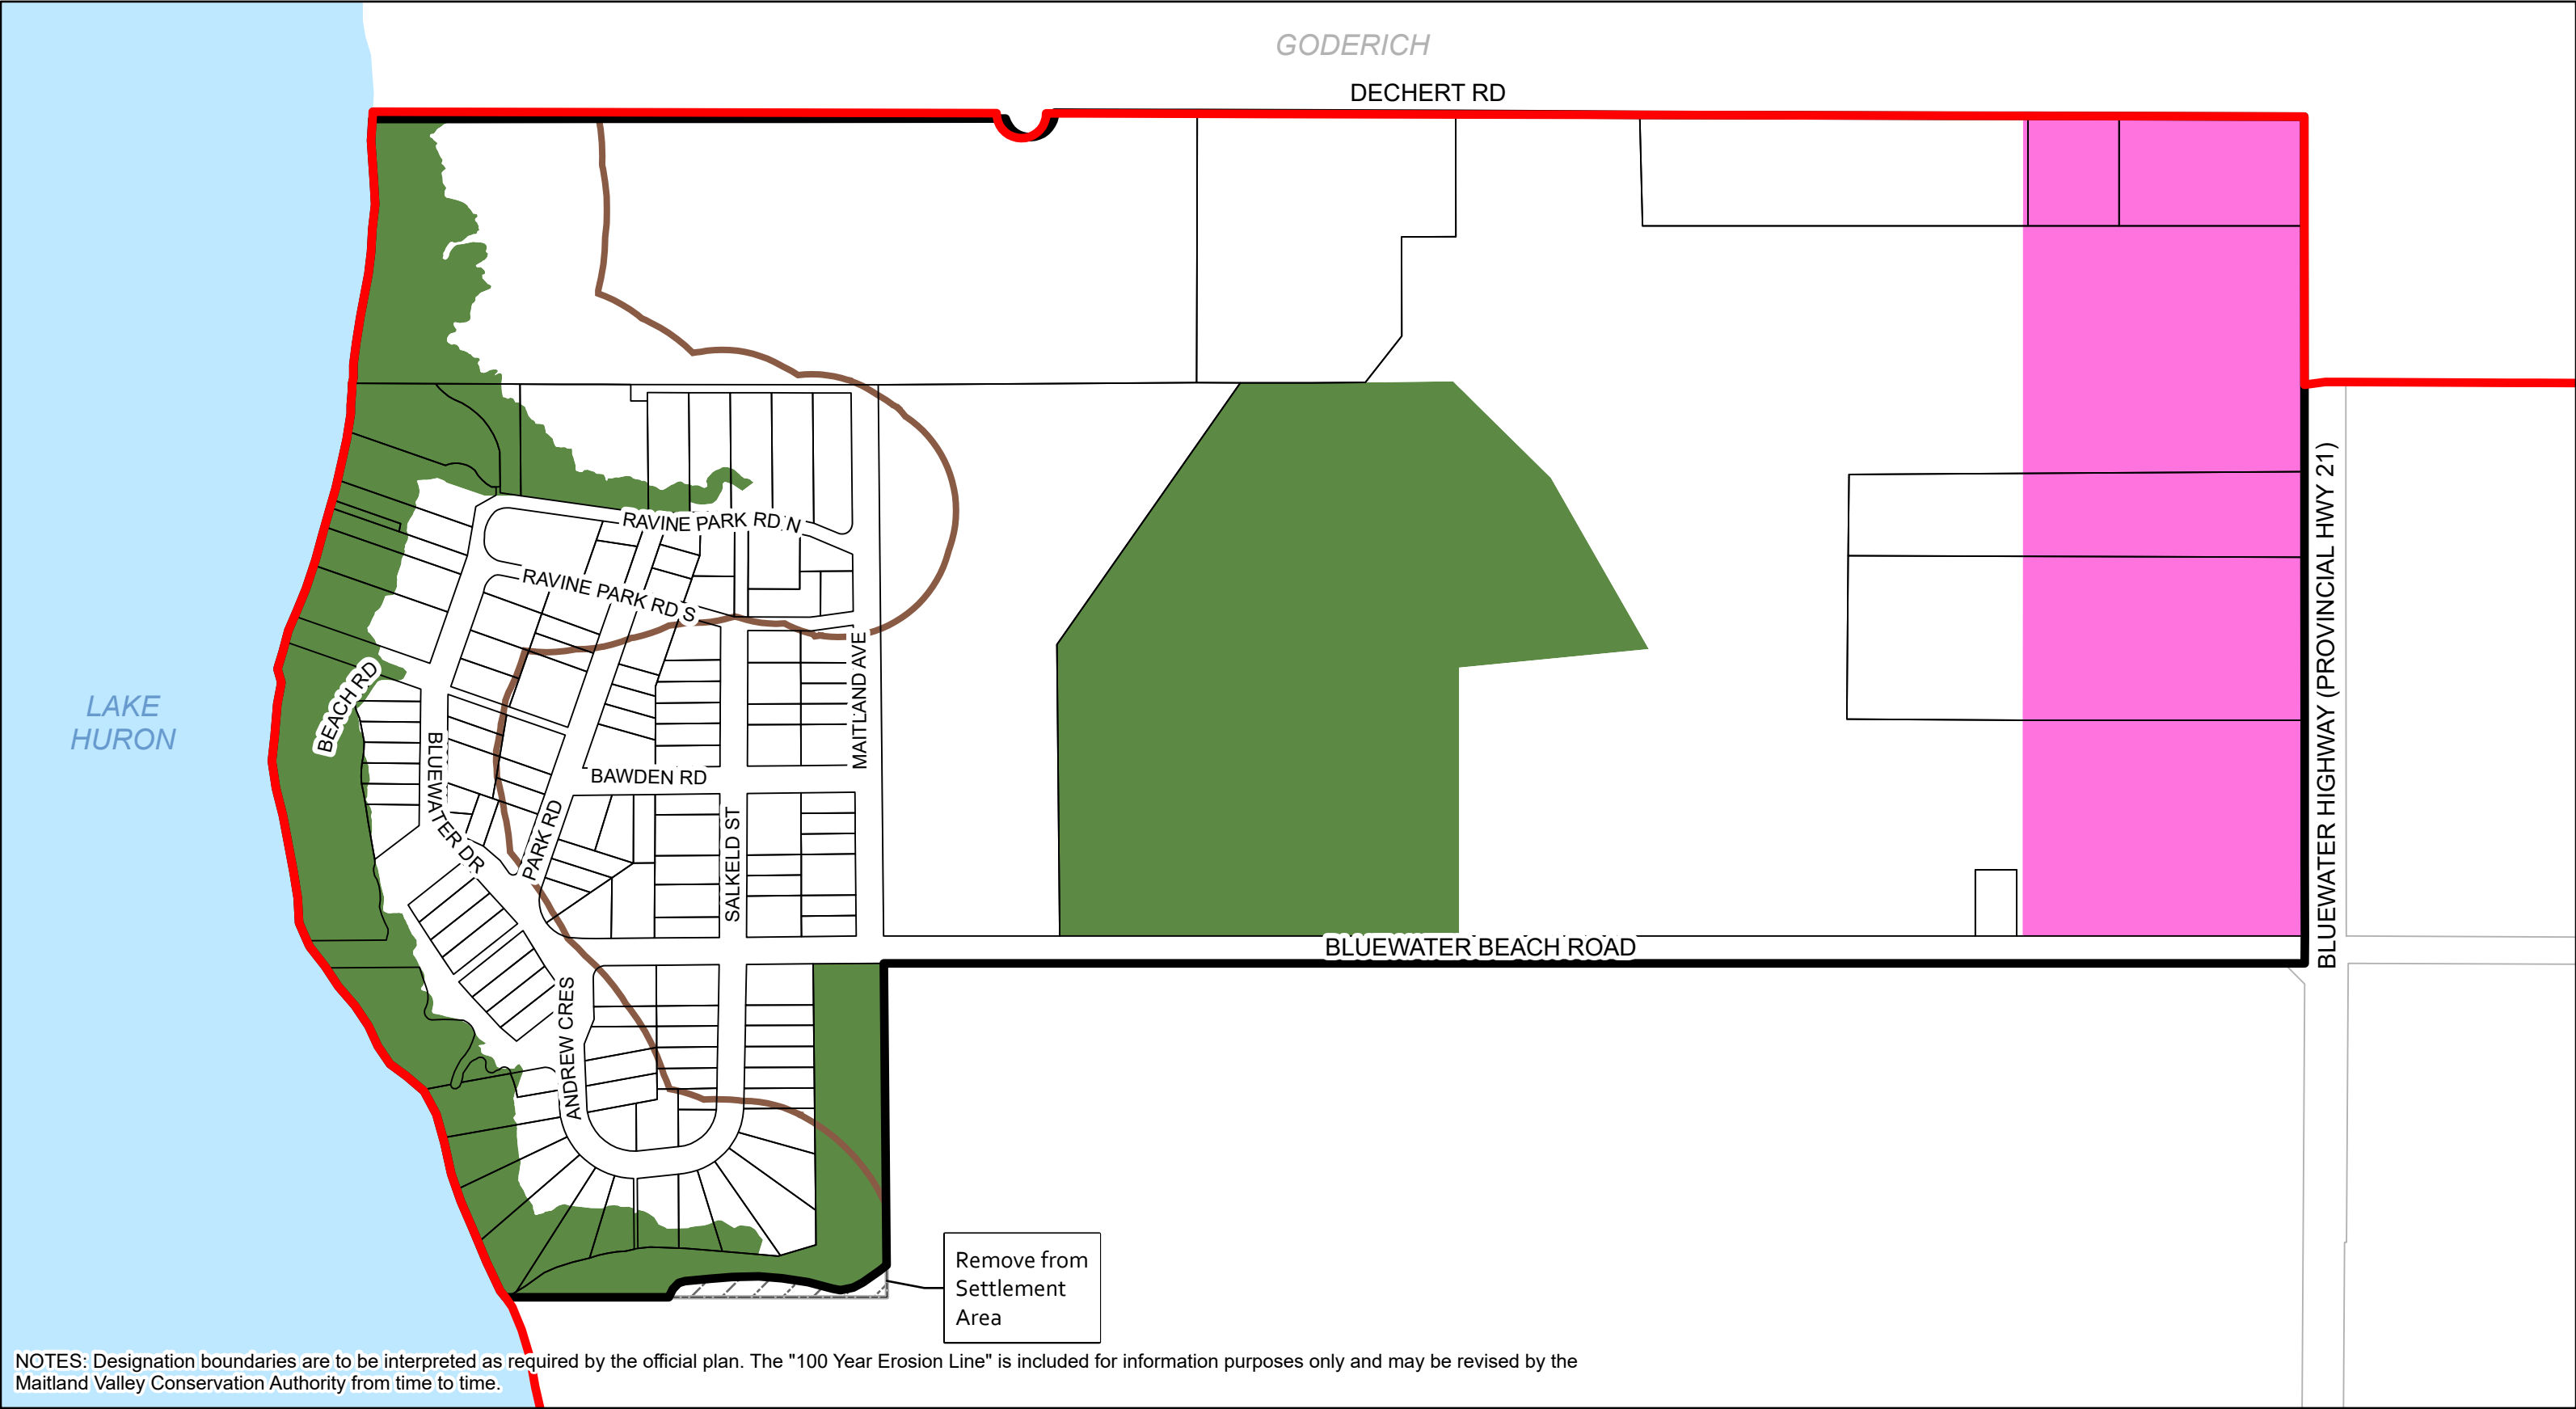 GODERICH
DECHERT RD
RAVINE PARK RD N
RAVINE PARK RD S
BEACH RD
MAITLAND AVE
LAKE
HURON
BLUEWATER DR
BAWDEN RD
PARK RD
SALKELD ST
BLUEWATER HIGHWAY (PROVINCIAL HWY 21)
BLUEWATER BEACH ROAD
ANDREW CRES
Remove from
Settlement
Area
NOTES: Designation boundaries are to be interpreted as required by the official plan. The "100 Year Erosion Line" is included for information purposes only and may be revised by the
Maitland Valley Conservation Authority from time to time.